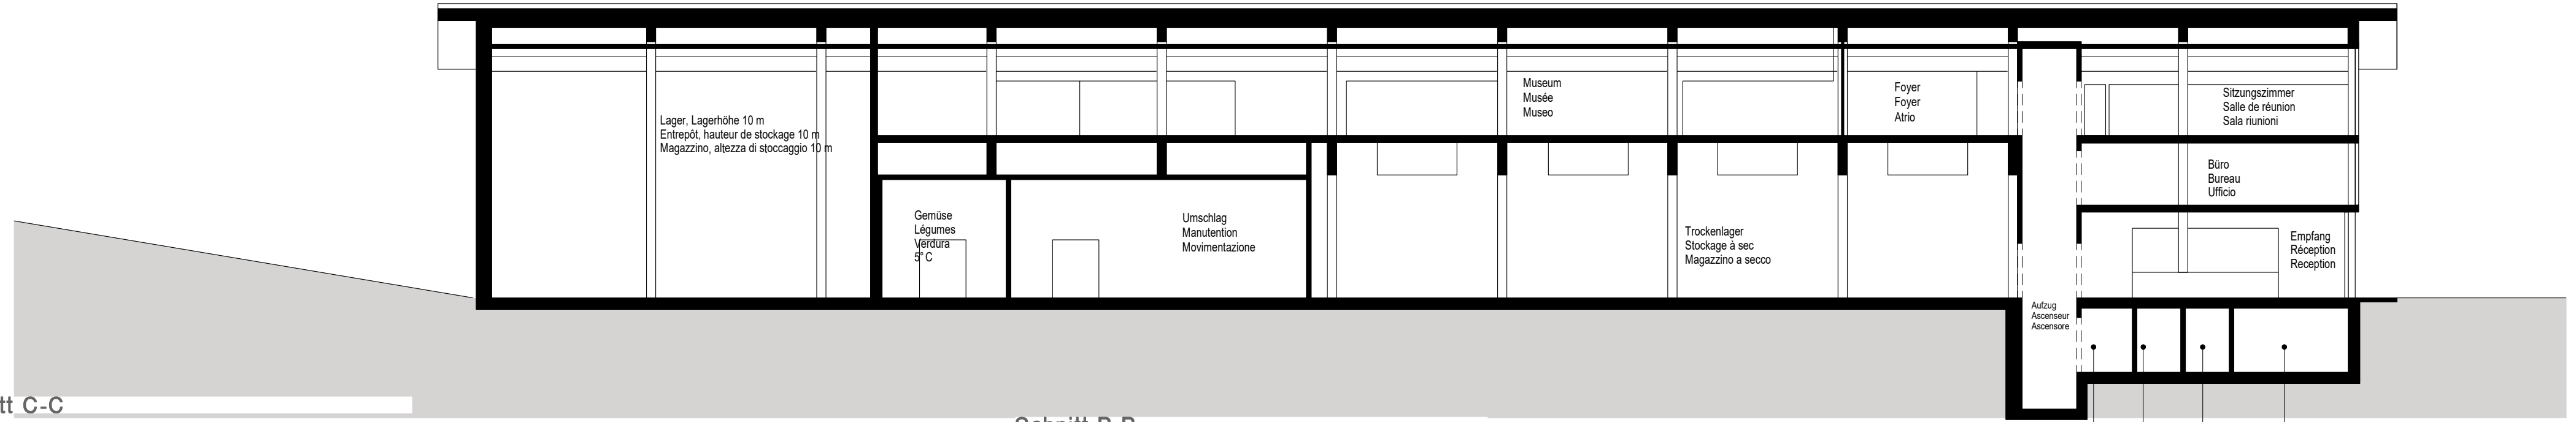 Lager, Lagerhöhe 10 m
Entrepôt, hauteur de stockage 10 m
Magazzino, altezza di stoccaggio 10 m
Gemüse
Légumes
Verdura
5°C
Umschlag
Manutention
Movimentazione
Museum
Musée
Museo
Trockenlager
Stockage à sec
Magazzino a secco
Foyer
Foyer
Atrio
Sitzungszimmer
Salle de réunion
Sala riunioni
Büro
Bureau
Ufficio
Empfang
Réception
Reception
Aufzug
Ascenseur
Ascensore
tt C-C
Schnitt B-B